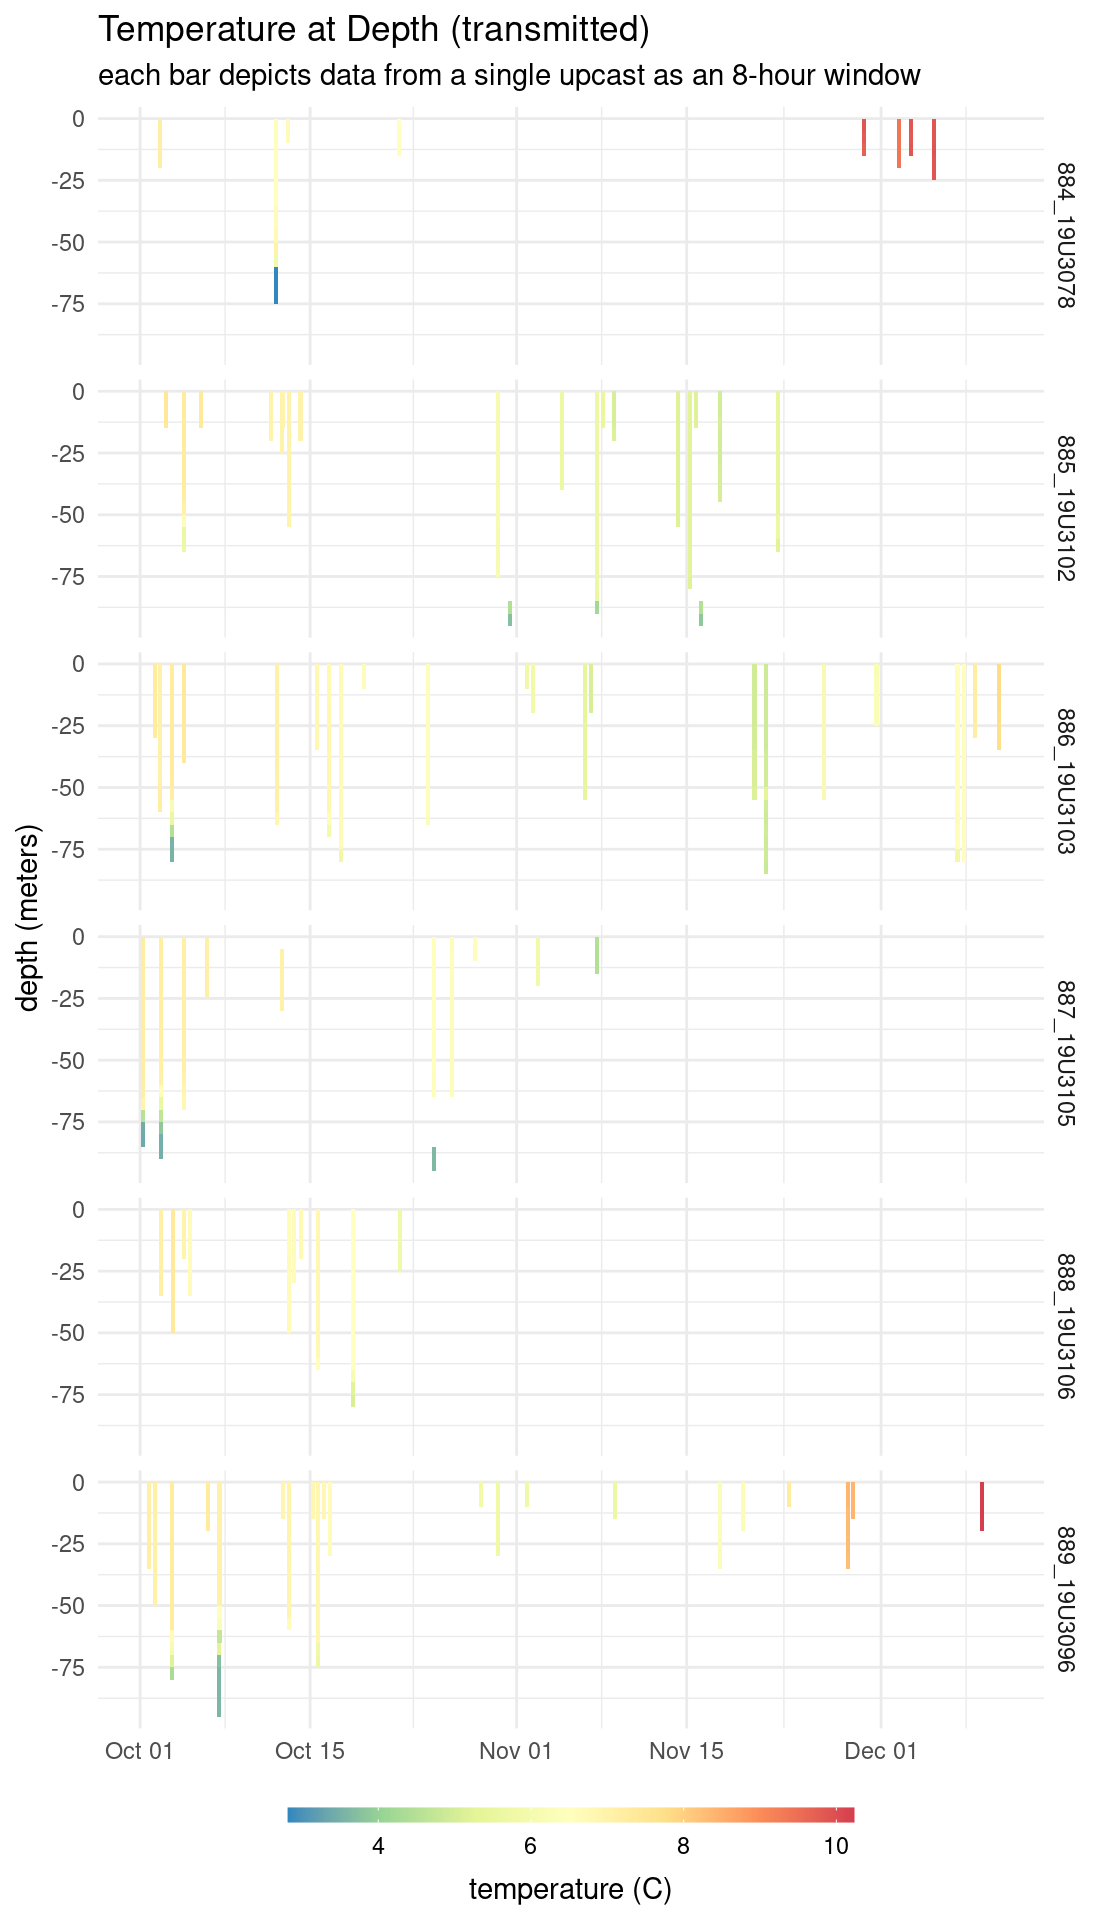 Temperature at Depth (transmitted)
each bar depicts data from a single upcast as an 8-hour window
depth (meters)
0
-25
-50
-75
884_19U3078
0
-25
-50
-75
885_19U3102
0
-25
-50
-75
886_19U3103
0
-25
-50
-75
887_19U3105
0
-25
-50
-75
888_19U3106
0
-25
-50
-75
889_19U3096
Oct 01 Oct 15 Nov 01 Nov 15 Dec 01
4 6 8 10
temperature (C)